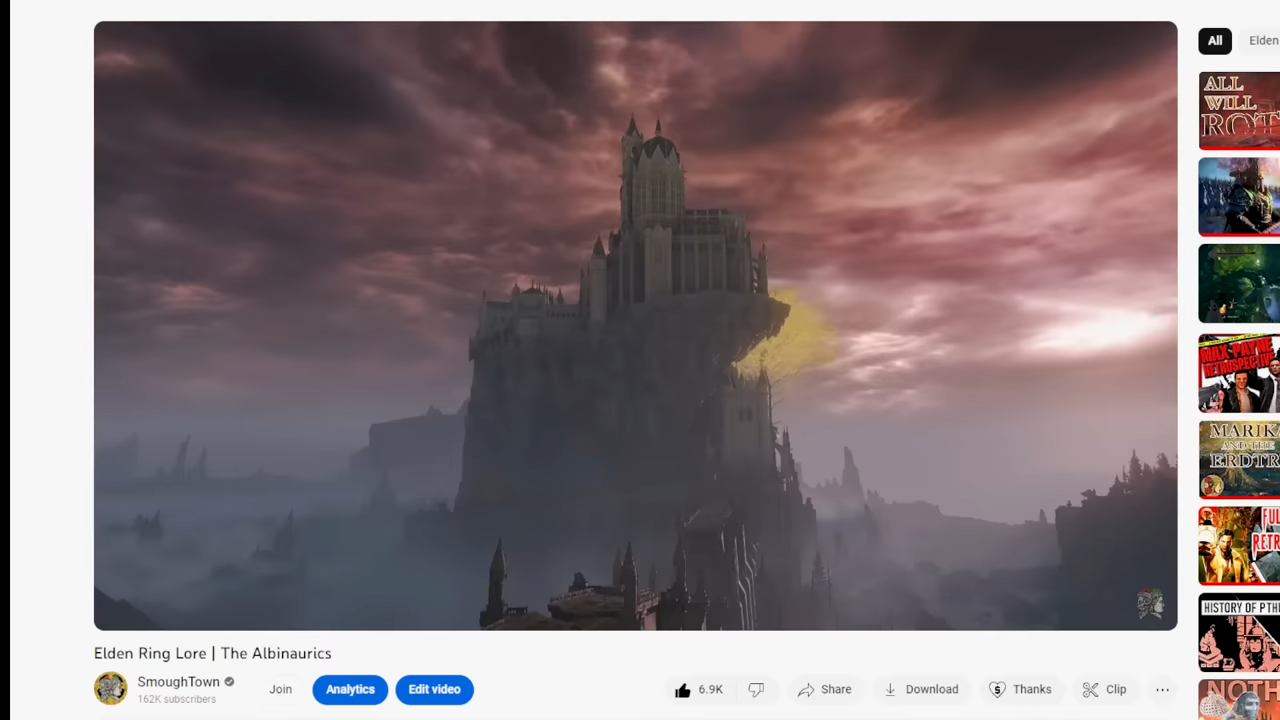 All
Elden
ALL
WILL
ROT
MAX PAYNE
RETROSPECTIVE
MARIKA
AND THE
ERDTR
FUL
RETR
HISTORY OF PTHE
NOTH
Elden Ring Lore | The Albinaurics
SmoughTown
162K subscribers
Join
Analytics
Edit video
6.9K
Share
Download
Thanks
Clip